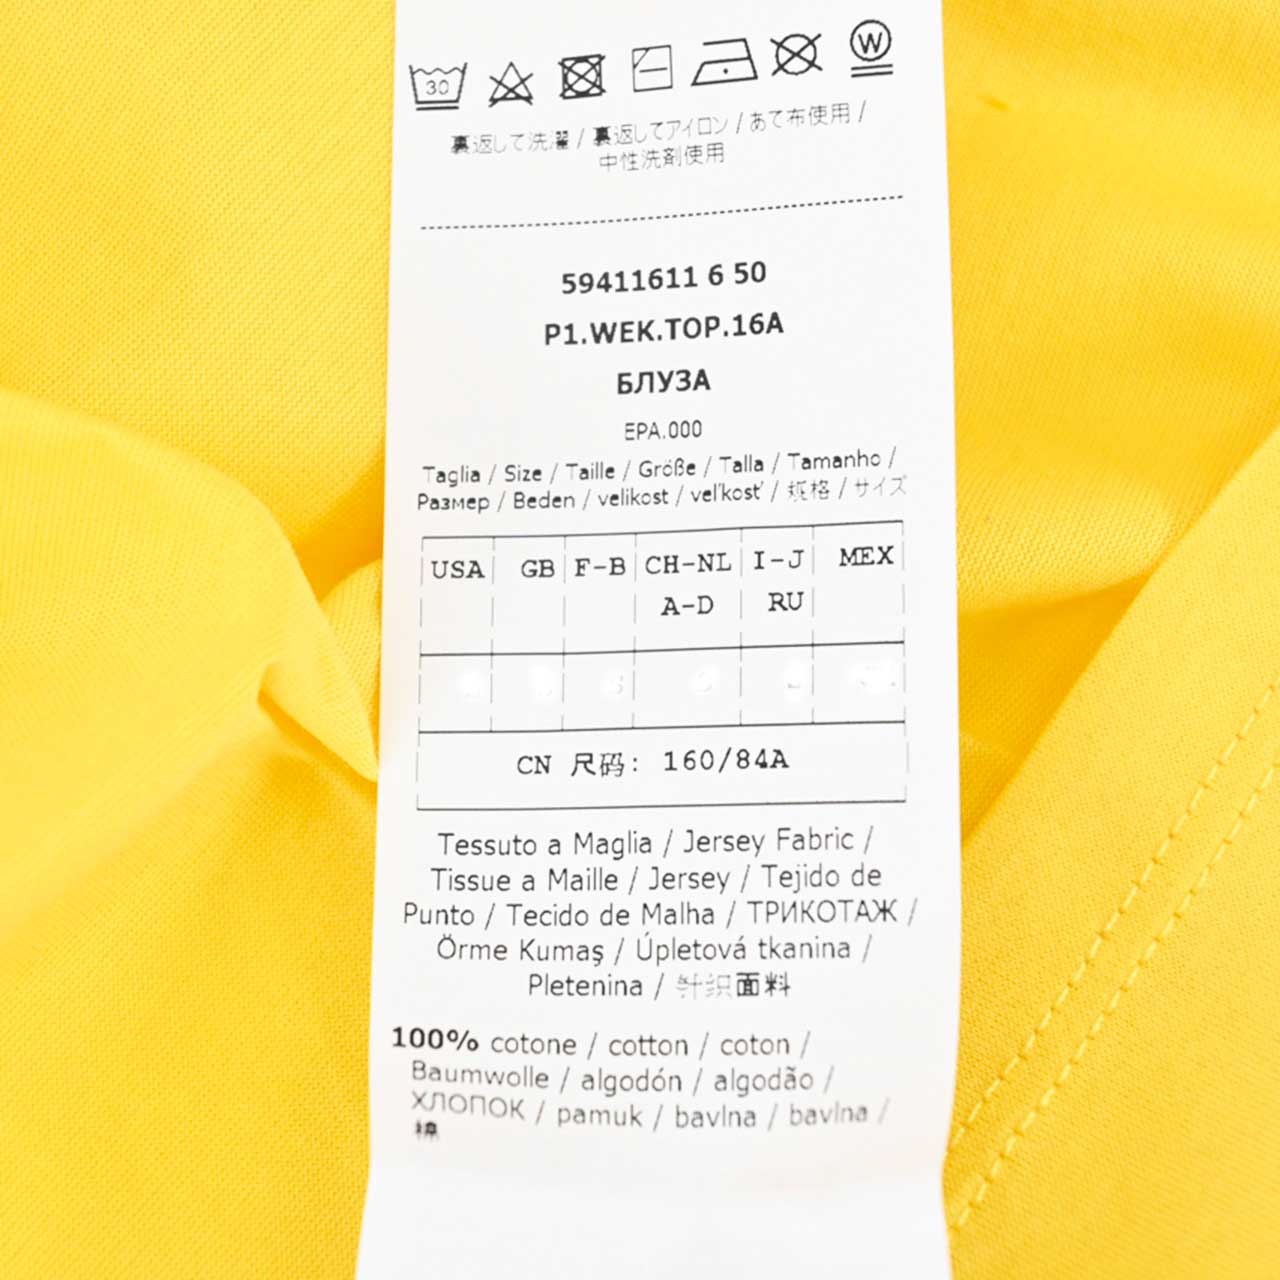 30 W
裏返して洗濯 / 裏返してアイロン / あて布使用 /
中性洗剤使用
59411611 6 50
P1.WEK.TOP.16A
БЛУЗА
EPA.000
Taglia / Size / Taille / Größe / Talla / Tamanho /
Размер / Beden / velikost / veľkosť / 规格 / サイズ
USA GB F-B CH-NL I-J MEX
A-D RU
CN 尺码: 160/84A
Tessuto a Maglia / Jersey Fabric /
Tissue a Maille / Jersey / Tejido de
Punto / Tecido de Malha / ТРИКОТАЖ /
Örme Kumaş / Úpletová tkanina /
Pletenina / 针织面料
100% cotone / cotton / coton /
Baumwolle / algodón / algodão /
ХЛОПОК / pamuk / bavlna / bavlna /
棉